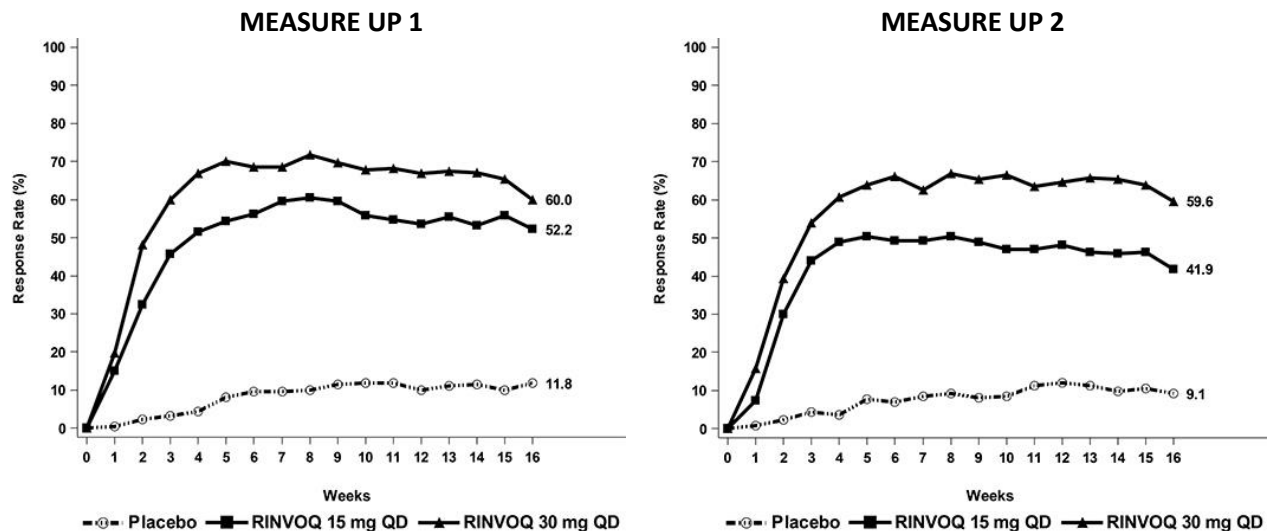 MEASURE UP 1
100
90
80
70
60
50
40
30
20
10
0
Response Rate (%)
60.0
52.2
11.8
0 1 2 3 4 5 6 7 8 9 10 11 12 13 14 15 16
Weeks
Placebo RINVOQ 15 mg QD RINVOQ 30 mg QD
MEASURE UP 2
100
90
80
70
60
50
40
30
20
10
0
Response Rate (%)
59.6
41.9
9.1
0 1 2 3 4 5 6 7 8 9 10 11 12 13 14 15 16
Weeks
Placebo RINVOQ 15 mg QD RINVOQ 30 mg QD